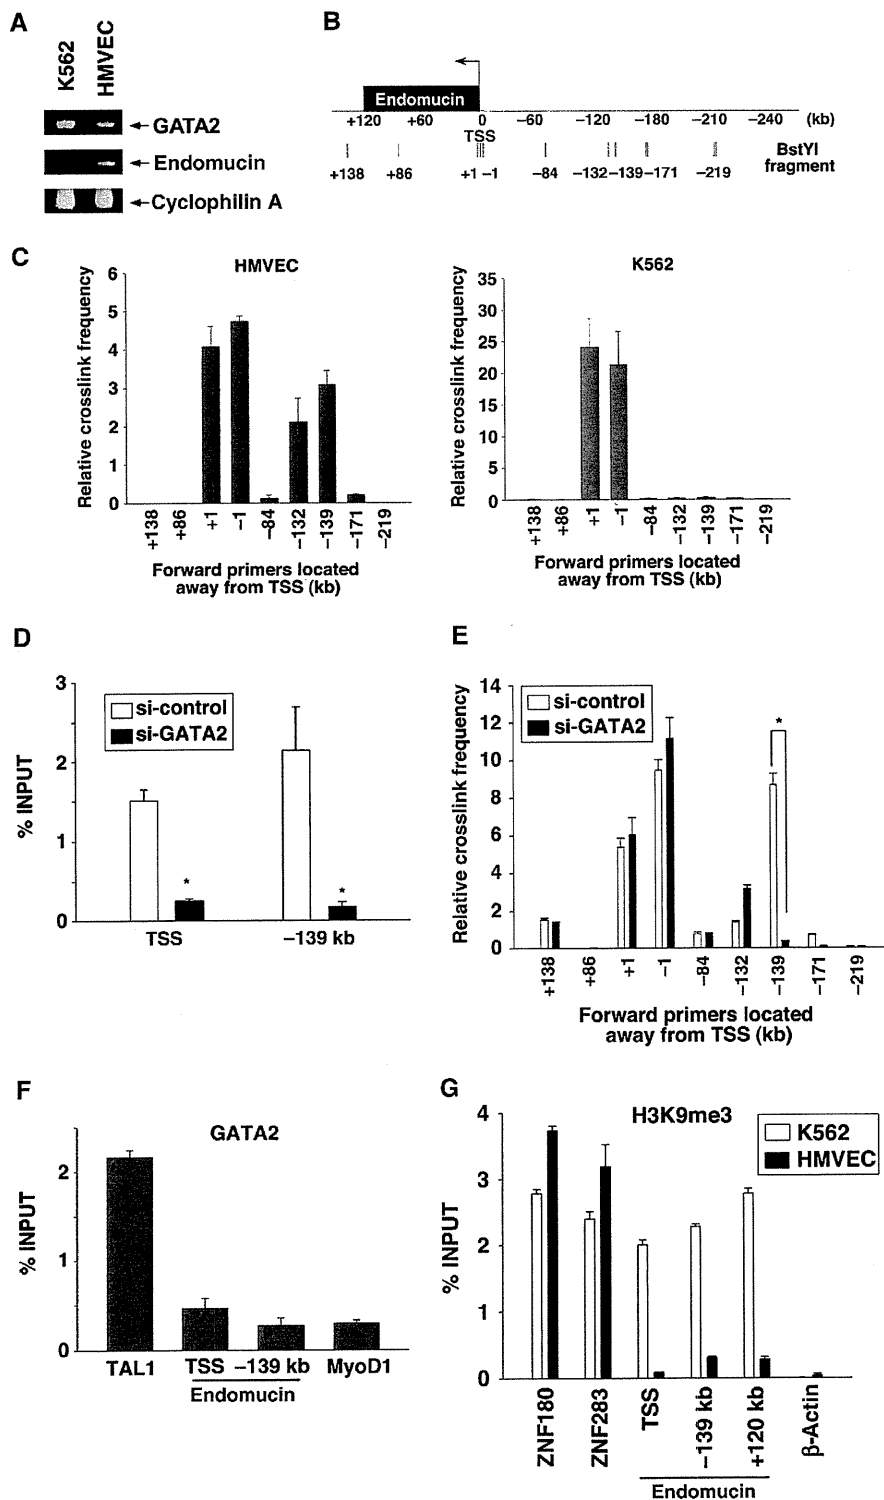 A
K562
HMVEC
GATA2
Endomucin
Cyclophilin A
B
Endomucin
+120 +60 0 −60 −120 −180 −210 −240 (kb)
TSS
BstYI
fragment
+138 +86 +1 −1 −84 −132 −139 −171 −219
C
HMVEC
Relative crosslink frequency
6
5
4
3
2
1
0
+138 +86 +1 −1 −84 −132 −139 −171 −219
Forward primers located
away from TSS (kb)
K562
Relative crosslink frequency
35
30
25
20
15
10
5
0
+138 +86 +1 −1 −84 −132 −139 −171 −219
Forward primers located
away from TSS (kb)
D
% INPUT
3
2
1
0
si-control
si-GATA2
*
*
TSS −139 kb
E
Relative crosslink frequency
14
12
10
8
6
4
2
0
si-control
si-GATA2
*
+138 +86 +1 −1 −84 −132 −139 −171 −219
Forward primers located
away from TSS (kb)
F
GATA2
% INPUT
2
1
0
TAL1 TSS −139 kb MyoD1
Endomucin
G
H3K9me3
% INPUT
4
3
2
1
0
K562
HMVEC
ZNF180 ZNF283 TSS −139 kb +120 kb β-Actin
Endomucin